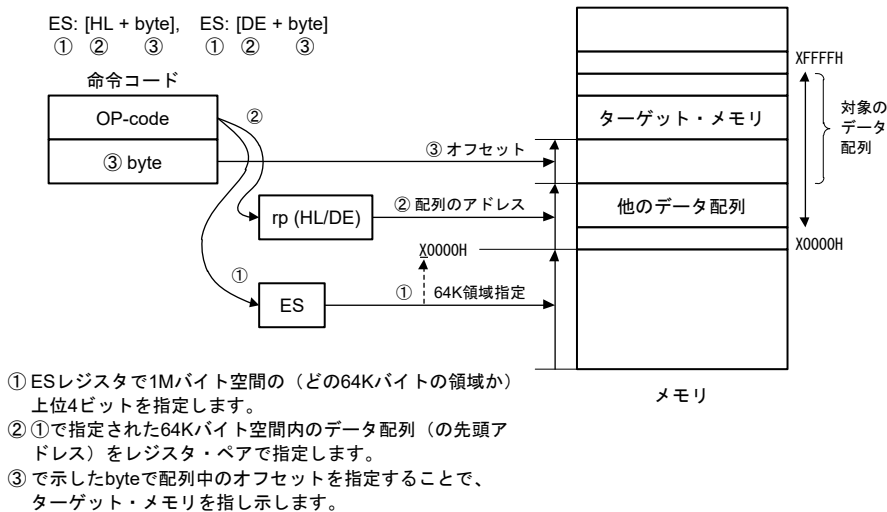 ES: [HL + byte], ES: [DE + byte]
① ② ③ ① ② ③
命令コード
OP-code
③ byte
②
③ オフセット
rp (HL/DE)
② 配列のアドレス
X0000H
①
ES
① 64K領域指定
XFFFFH
ターゲット・メモリ
対象の
データ
配列
他のデータ配列
X0000H
メモリ
① ESレジスタで1Mバイト空間の（どの64Kバイトの領域か）
上位4ビットを指定します。
② ①で指定された64Kバイト空間内のデータ配列（の先頭ア
ドレス）をレジスタ・ペアで指定します。
③ で示したbyteで配列中のオフセットを指定することで、
ターゲット・メモリを指し示します。